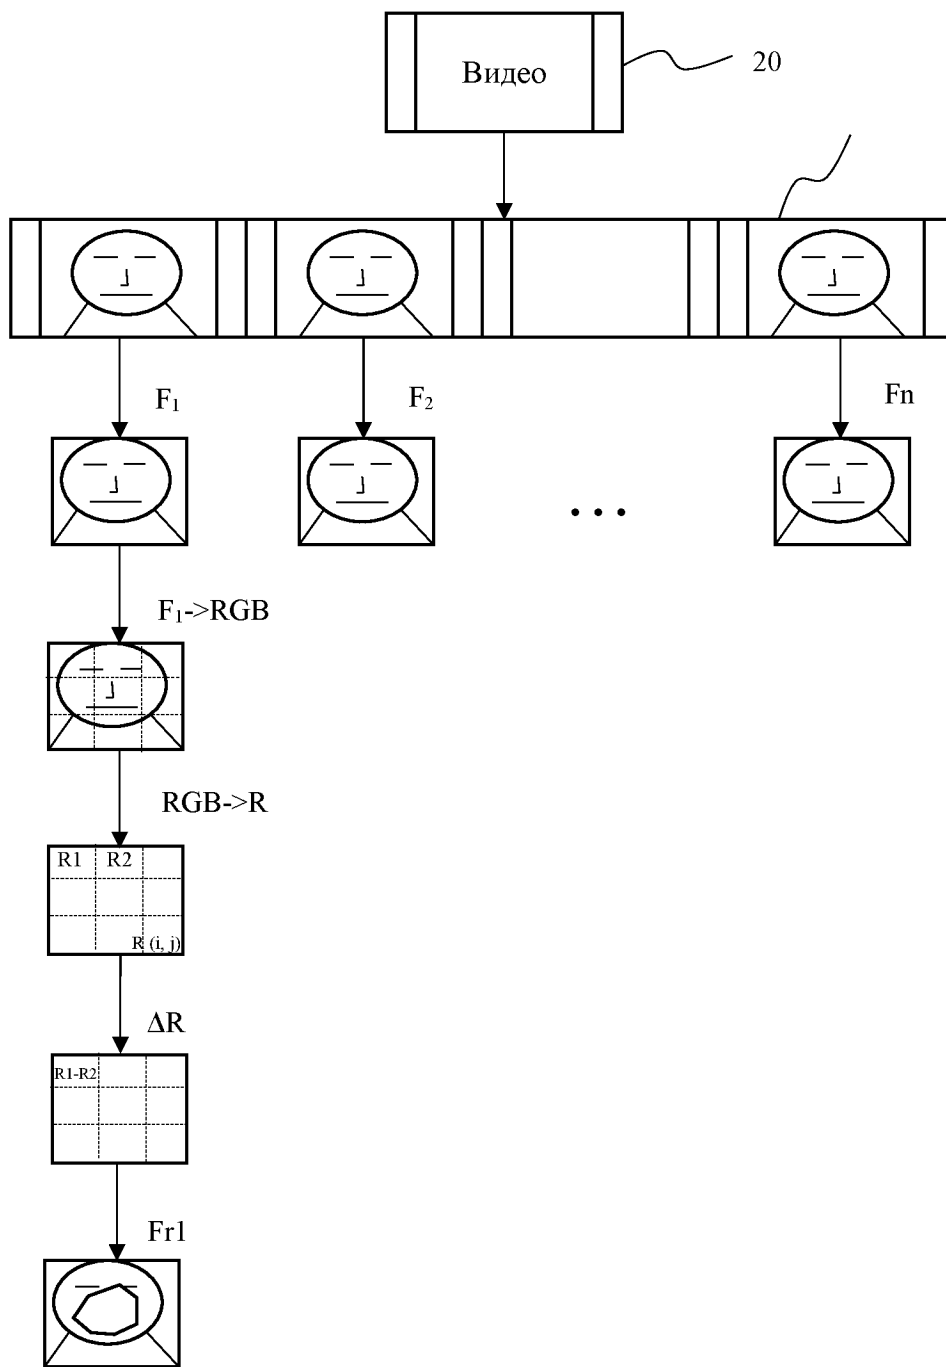 Видео
20
F₁
F₂
Fn
...
F₁->RGB
RGB->R
R1 R2
R (i, j)
ΔR
R1-R2
Fr1